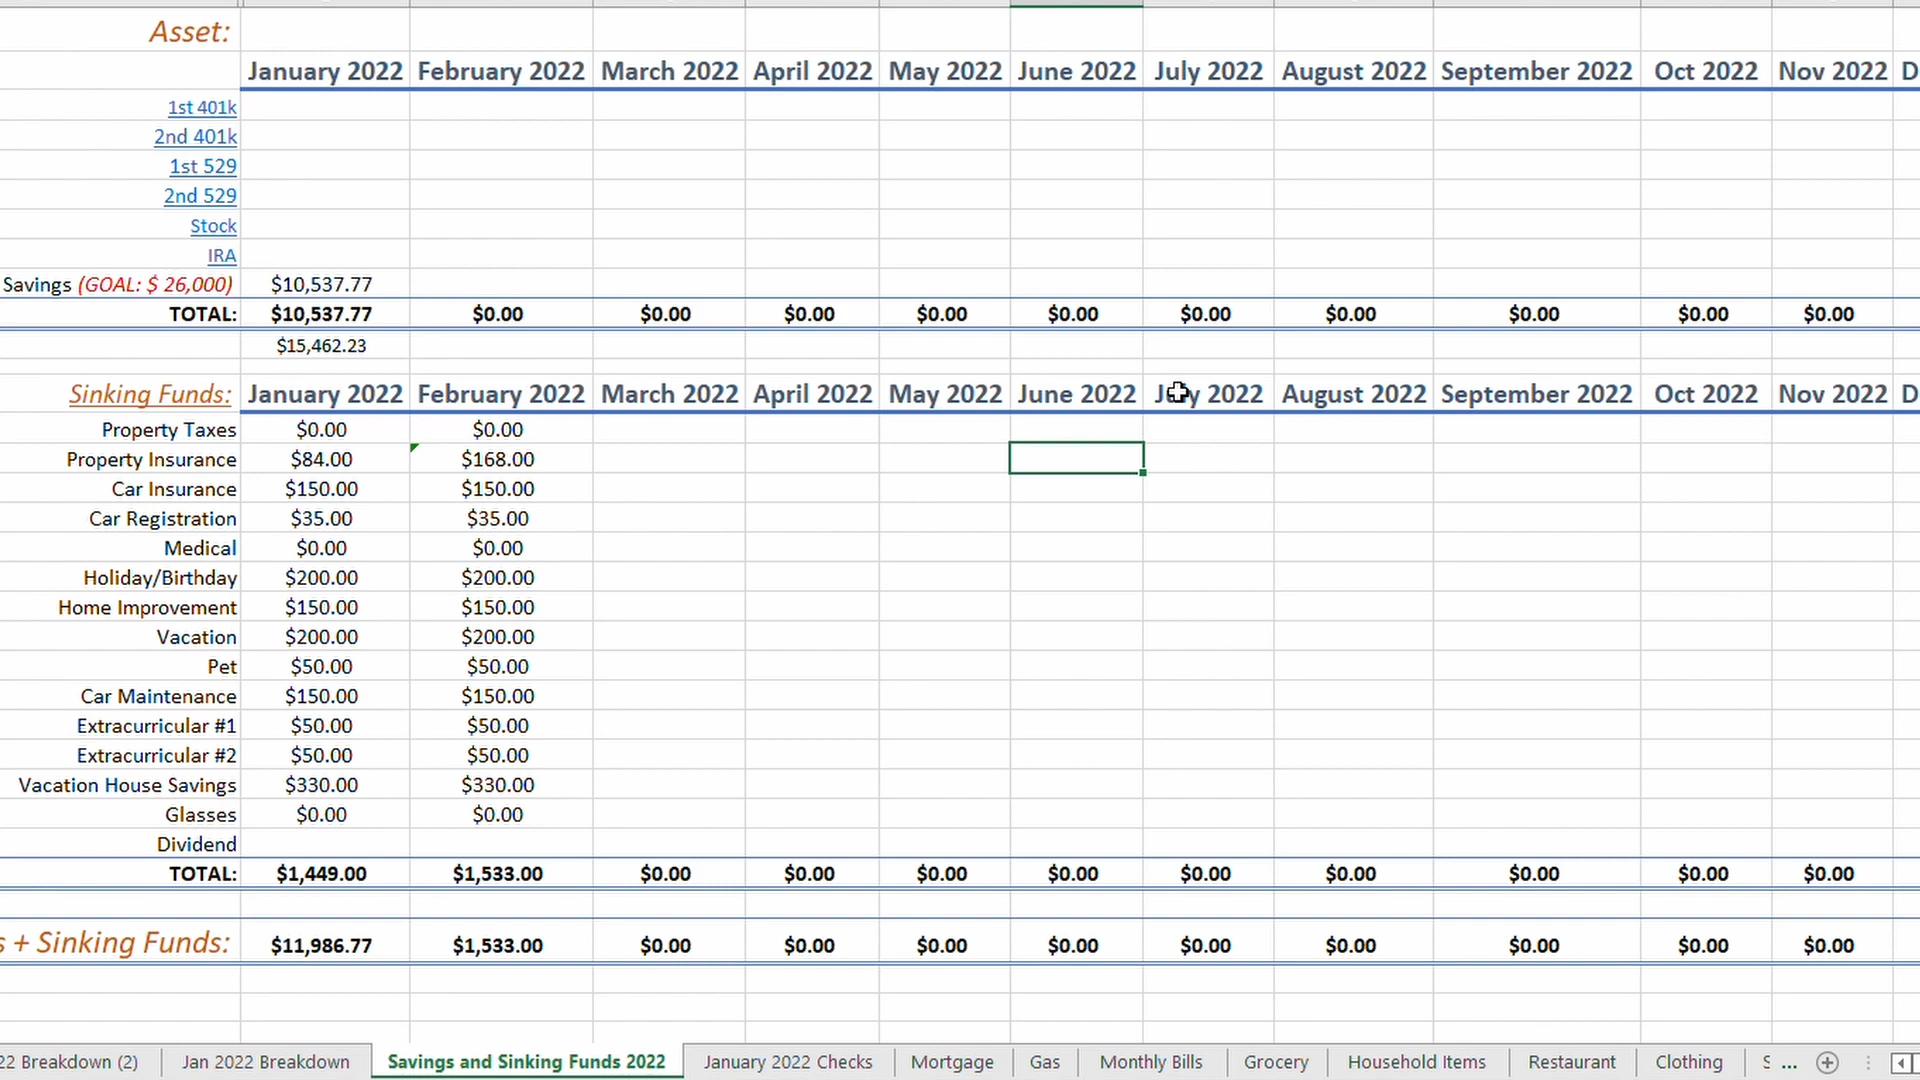 Asset:
January 2022 February 2022 March 2022 April 2022 May 2022 June 2022 July 2022 August 2022 September 2022 Oct 2022 Nov 2022 D
1st 401k
2nd 401k
1st 529
2nd 529
Stock
IRA
Savings (GOAL: $ 26,000) $10,537.77
TOTAL: $10,537.77 $0.00 $0.00 $0.00 $0.00 $0.00 $0.00 $0.00 $0.00 $0.00 $0.00
$15,462.23
Sinking Funds: January 2022 February 2022 March 2022 April 2022 May 2022 June 2022 July 2022 August 2022 September 2022 Oct 2022 Nov 2022 D
Property Taxes $0.00 $0.00
Property Insurance $84.00 $168.00
Car Insurance $150.00 $150.00
Car Registration $35.00 $35.00
Medical $0.00 $0.00
Holiday/Birthday $200.00 $200.00
Home Improvement $150.00 $150.00
Vacation $200.00 $200.00
Pet $50.00 $50.00
Car Maintenance $150.00 $150.00
Extracurricular #1 $50.00 $50.00
Extracurricular #2 $50.00 $50.00
Vacation House Savings $330.00 $330.00
Glasses $0.00 $0.00
Dividend
TOTAL: $1,449.00 $1,533.00 $0.00 $0.00 $0.00 $0.00 $0.00 $0.00 $0.00 $0.00 $0.00
s + Sinking Funds: $11,986.77 $1,533.00 $0.00 $0.00 $0.00 $0.00 $0.00 $0.00 $0.00 $0.00 $0.00
22 Breakdown (2) Jan 2022 Breakdown Savings and Sinking Funds 2022 January 2022 Checks Mortgage Gas Monthly Bills Grocery Household Items Restaurant Clothing S ...